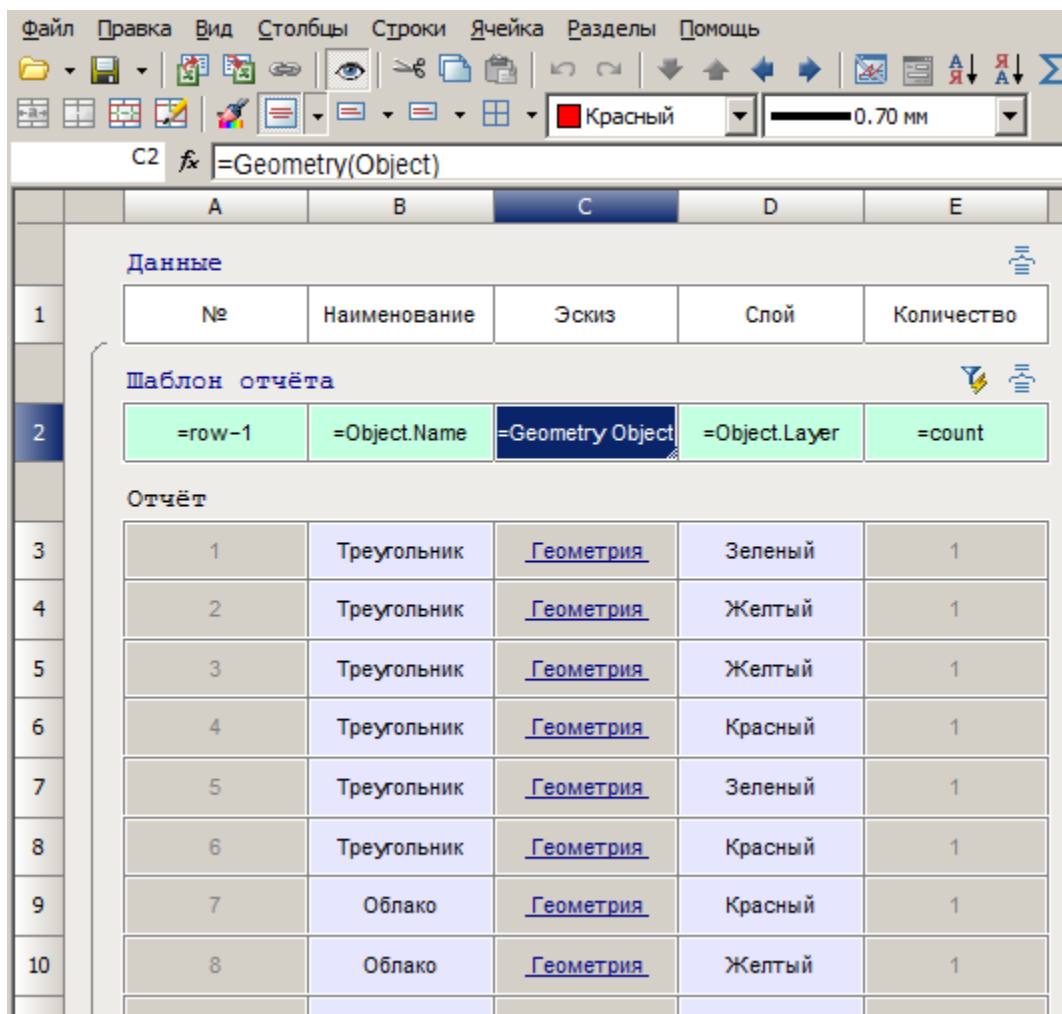 Файл Правка Вид Столбцы Строки Ячейка Разделы Помощь
А Я Я А Σ
а Красный 0.70 мм
C2 fx =Geometry(Object)
A B C D E
Данные
1 № Наименование Эскиз Слой Количество
Шаблон отчёта
2 =row-1 =Object.Name =Geometry Object =Object.Layer =count
Отчёт
3 1 Треугольник Геометрия Зеленый 1
4 2 Треугольник Геометрия Желтый 1
5 3 Треугольник Геометрия Желтый 1
6 4 Треугольник Геометрия Красный 1
7 5 Треугольник Геометрия Зеленый 1
8 6 Треугольник Геометрия Красный 1
9 7 Облако Геометрия Красный 1
10 8 Облако Геометрия Желтый 1